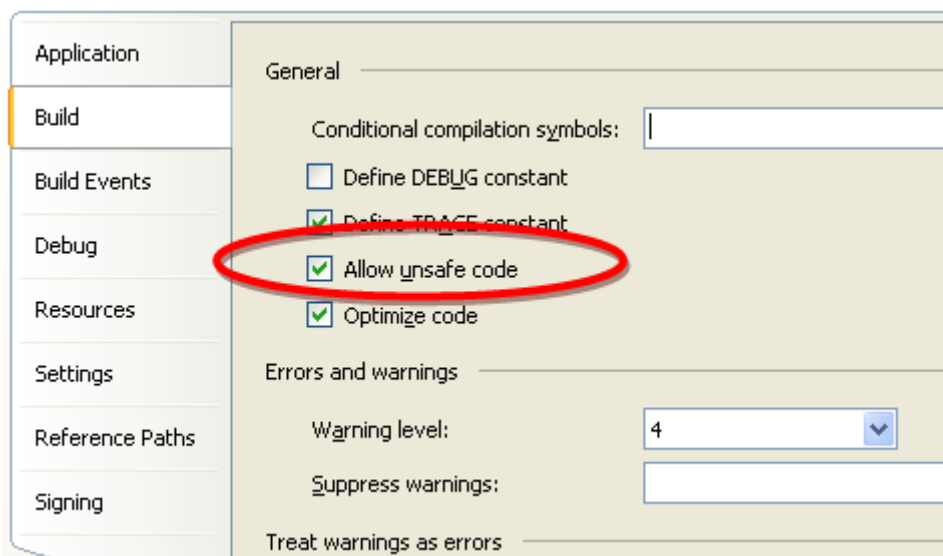 Application
Build
Build Events
Debug
Resources
Settings
Reference Paths
Signing
General
Conditional compilation symbols:
Define DEBUG constant
Define TRACE constant
Allow unsafe code
Optimize code
Errors and warnings
Warning level:
4
Suppress warnings:
Treat warnings as errors